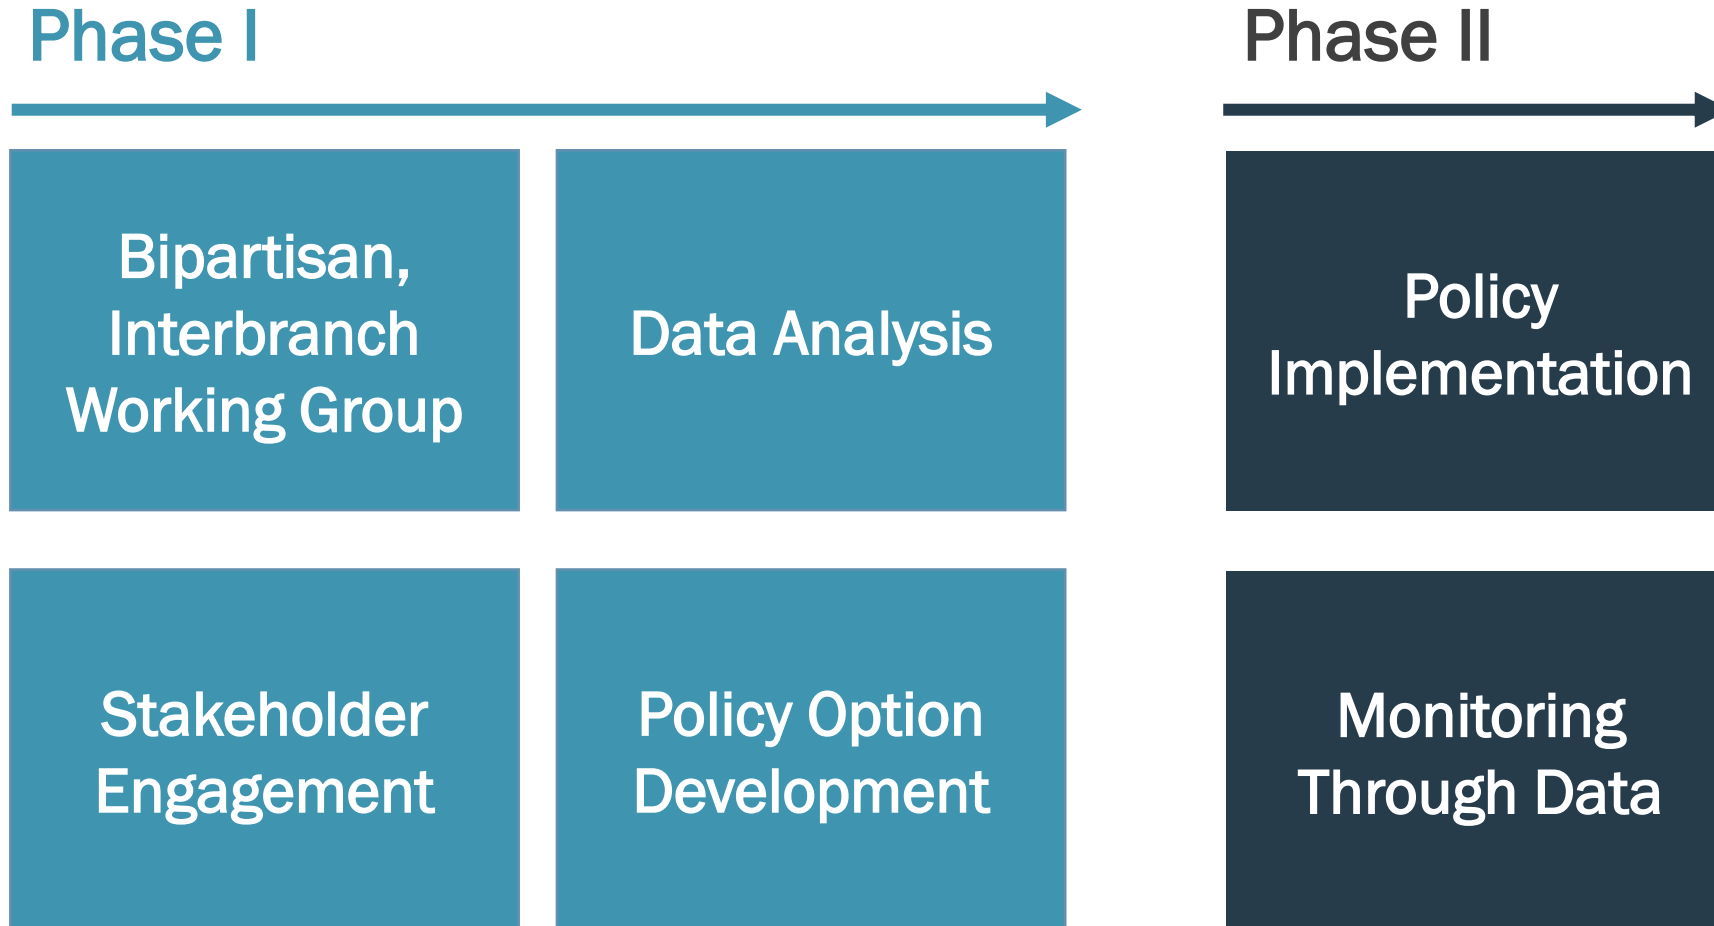 Phase I
Bipartisan,
Interbranch
Working Group
Data Analysis
Stakeholder
Engagement
Policy Option
Development
Phase II
Policy
Implementation
Monitoring
Through Data